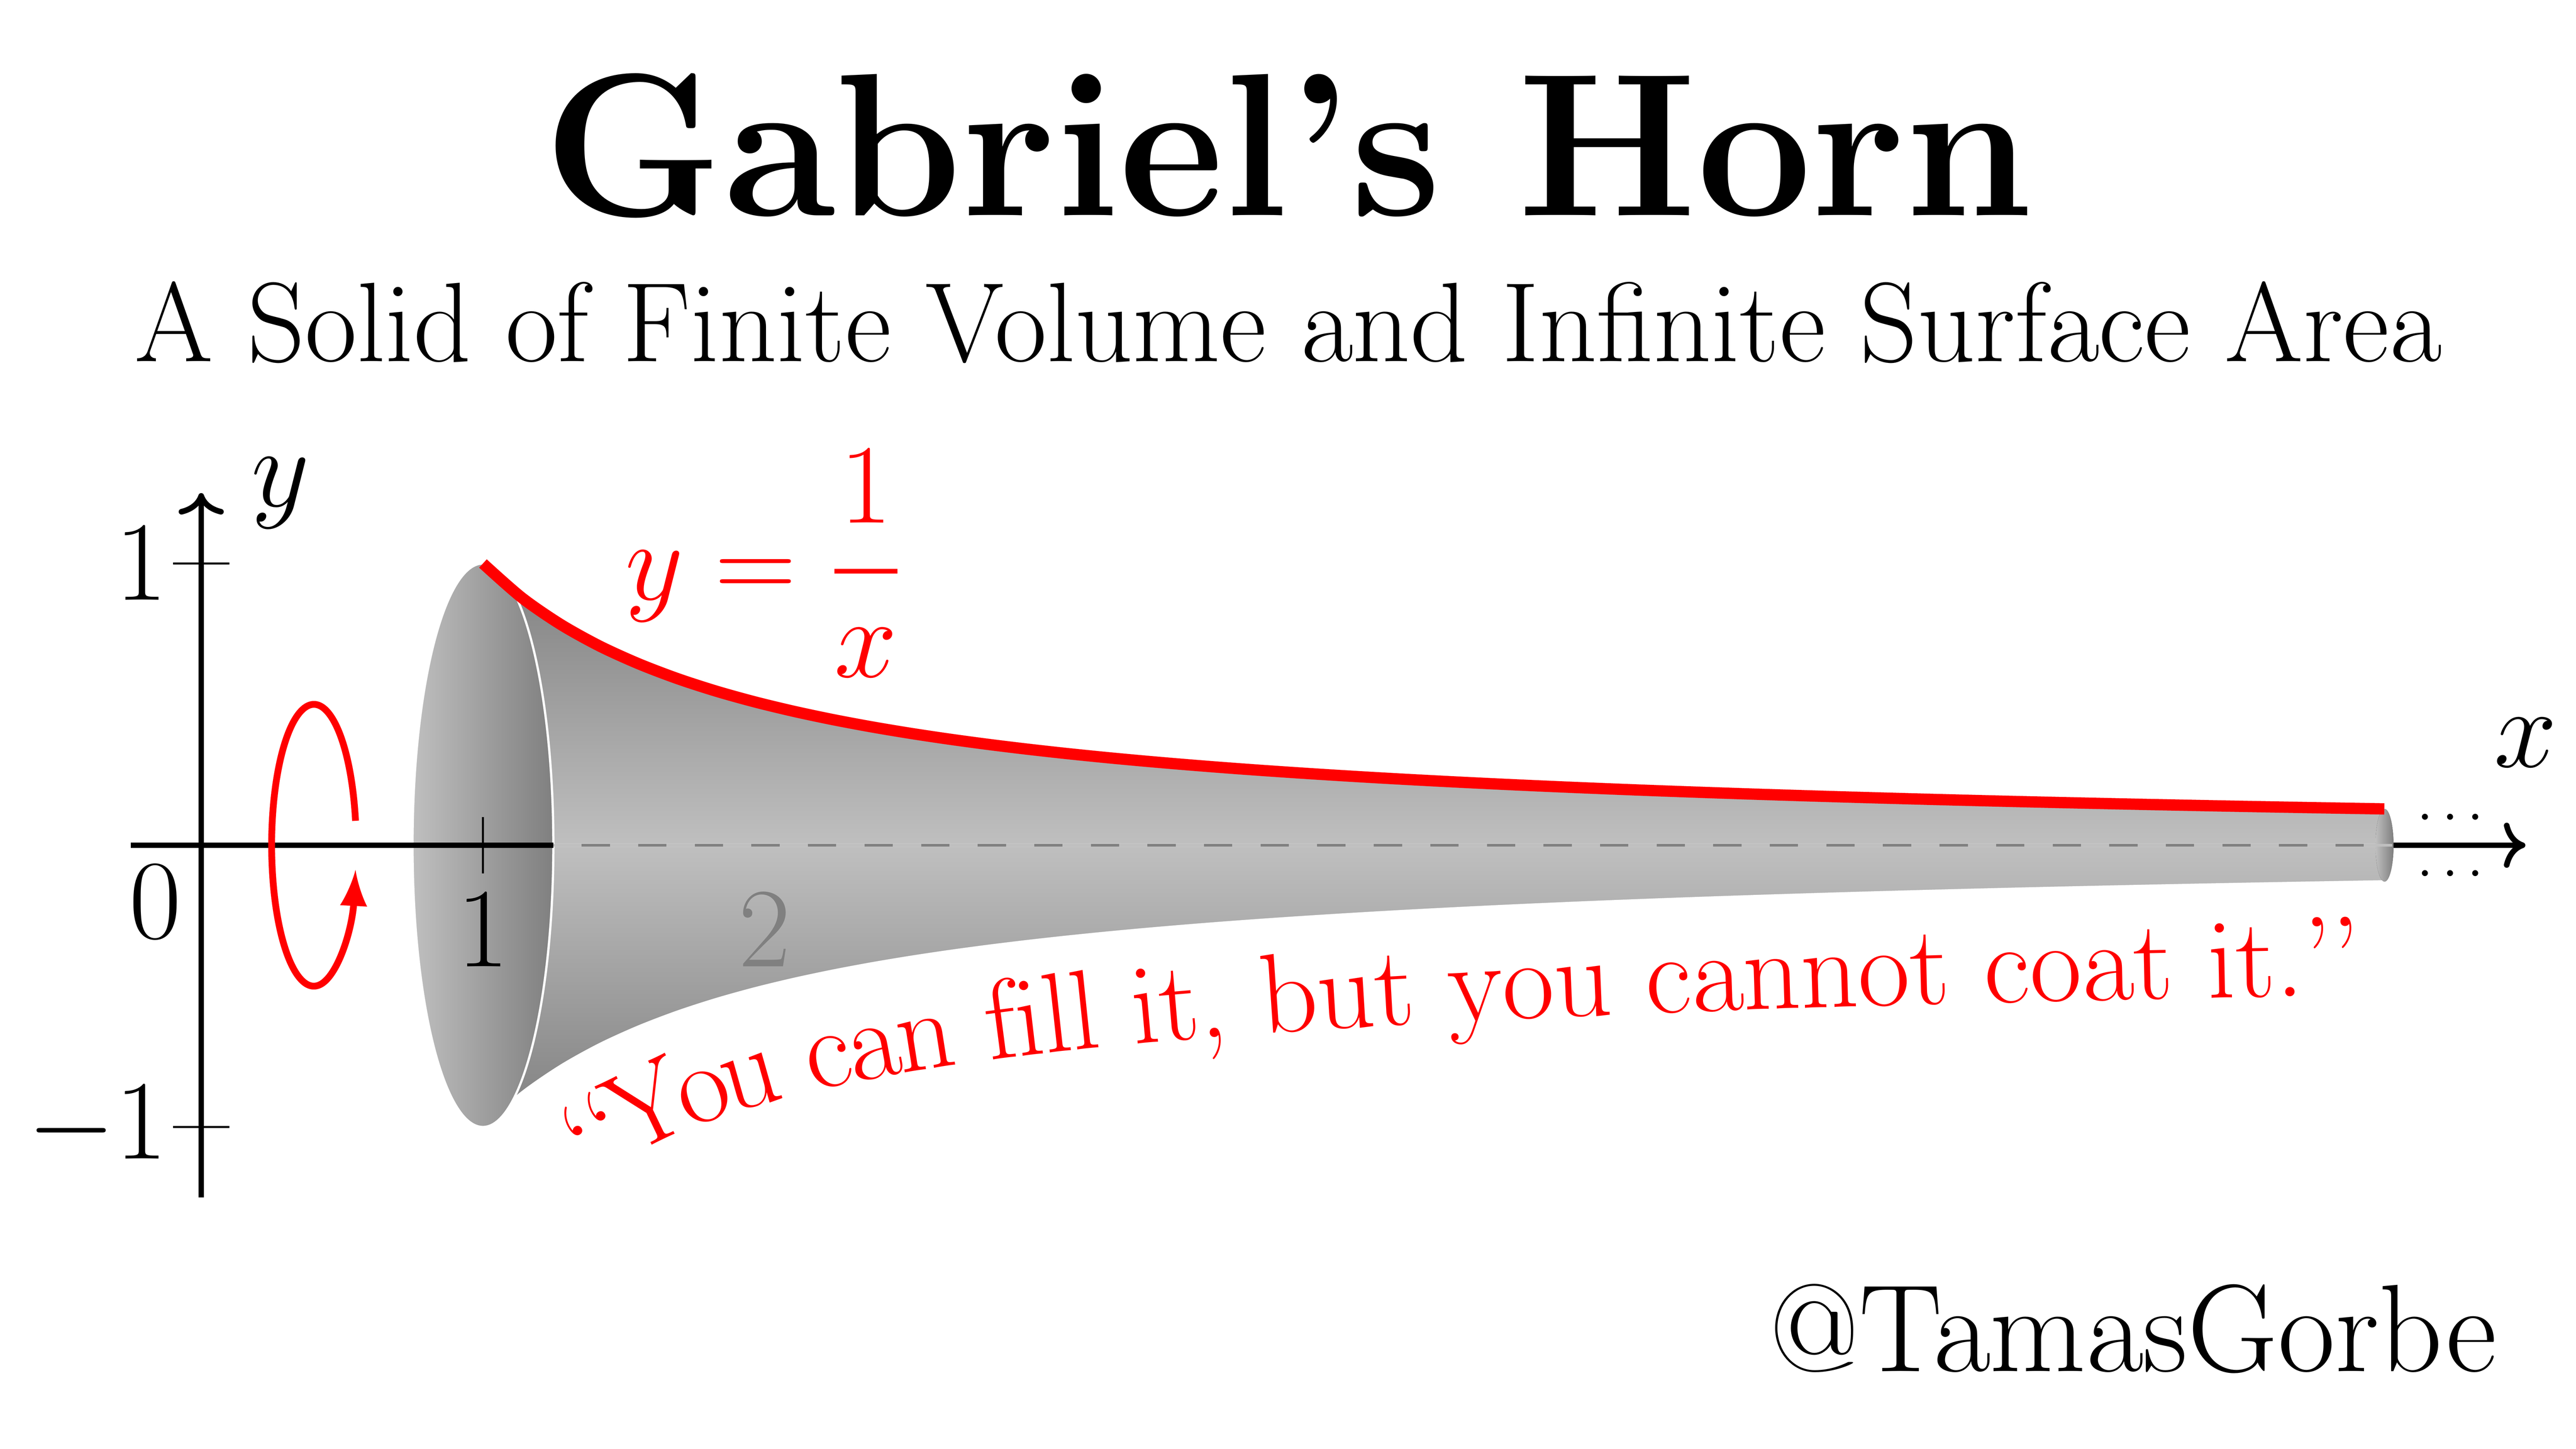 Gabriel’s Horn
A Solid of Finite Volume and Infinite Surface Area
y
1
y = 1/x
x
...
...
0
1
2
−1
“You can fill it, but you cannot coat it.”
@TamasGorbe